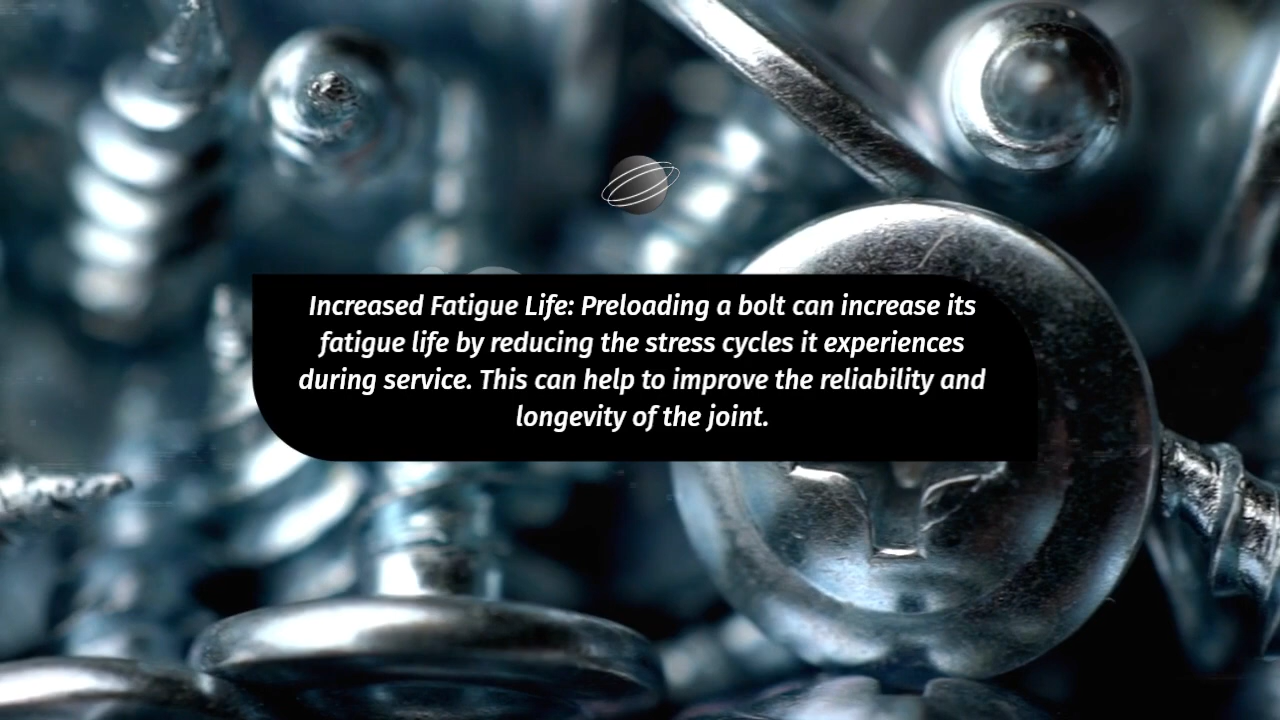 Increased Fatigue Life: Preloading a bolt can increase its
fatigue life by reducing the stress cycles it experiences
during service. This can help to improve the reliability and
longevity of the joint.